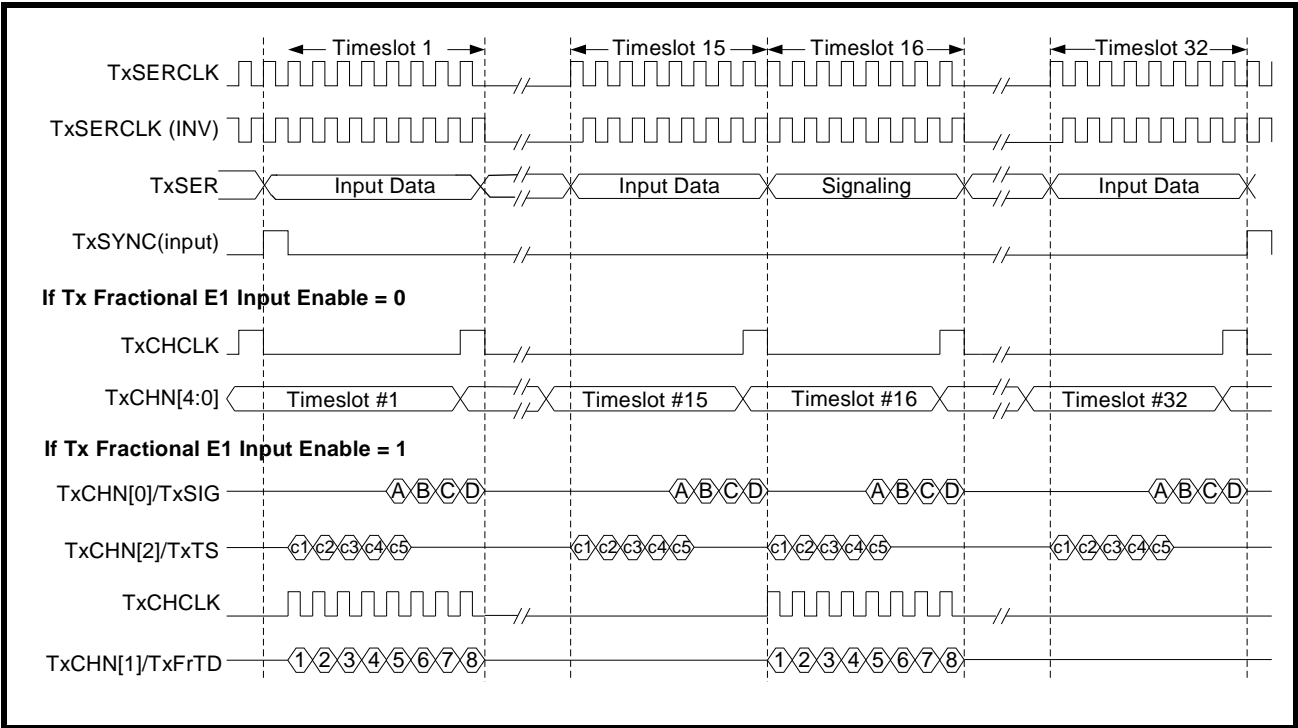 Timeslot 1 Timeslot 15 Timeslot 16 Timeslot 32
TxSERCLK
TxSERCLK (INV)
TxSER Input Data Input Data Signaling Input Data
TxSYNC(input)
If Tx Fractional E1 Input Enable = 0
TxCHCLK
TxCHN[4:0] Timeslot #1 Timeslot #15 Timeslot #16 Timeslot #32
If Tx Fractional E1 Input Enable = 1
TxCHN[0]/TxSIG A B C D A B C D A B C D A B C D
TxCHN[2]/TxTS c1 c2 c3 c4 c5 c1 c2 c3 c4 c5 c1 c2 c3 c4 c5 c1 c2 c3 c4 c5
TxCHCLK
TxCHN[1]/TxFrTD 1 2 3 4 5 6 7 8 1 2 3 4 5 6 7 8